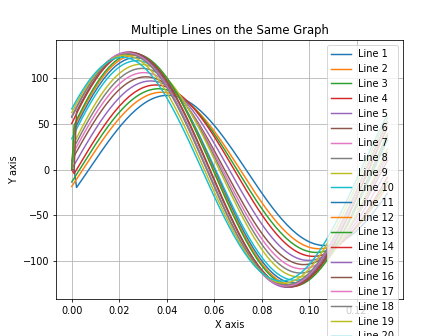 Multiple Lines on the Same Graph
Y axis
100
50
0
−50
−100
0.00
0.02
0.04
0.06
0.08
0.10
X axis
Line 1
Line 2
Line 3
Line 4
Line 5
Line 6
Line 7
Line 8
Line 9
Line 10
Line 11
Line 12
Line 13
Line 14
Line 15
Line 16
Line 17
Line 18
Line 19
Line 20